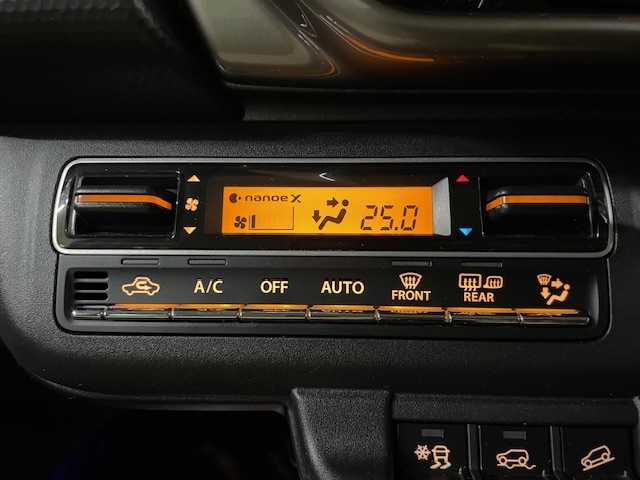 nanoe X
25.0
A/C OFF AUTO FRONT REAR